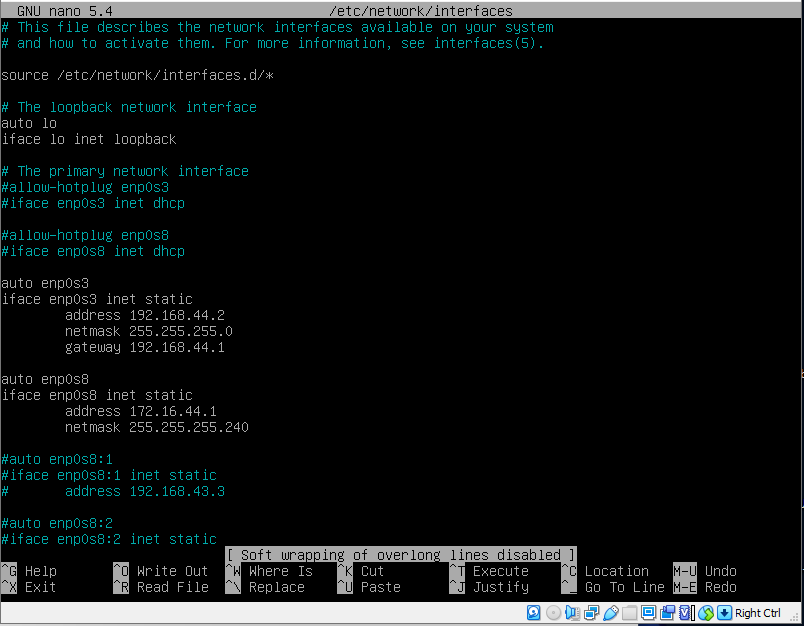 GNU nano 5.4 /etc/network/interfaces
# This file describes the network interfaces available on your system
# and how to activate them. For more information, see interfaces(5).
source /etc/network/interfaces.d/*
# The loopback network interface
auto lo
iface lo inet loopback
# The primary network interface
#allow-hotplug enp0s3
#iface enp0s3 inet dhcp
#allow-hotplug enp0s8
#iface enp0s8 inet dhcp
auto enp0s3
iface enp0s3 inet static
        address 192.168.44.2
        netmask 255.255.255.0
        gateway 192.168.44.1
auto enp0s8
iface enp0s8 inet static
        address 172.16.44.1
        netmask 255.255.255.240
#auto enp0s8:1
#iface enp0s8:1 inet static
#       address 192.168.43.3
#auto enp0s8:2
#iface enp0s8:2 inet static
[ Soft wrapping of overlong lines disabled ]
^G Help ^O Write Out ^W Where Is ^K Cut ^T Execute ^C Location M-U Undo
^X Exit ^R Read File ^\ Replace ^U Paste ^J Justify ^_ Go To Line M-E Redo
Right Ctrl